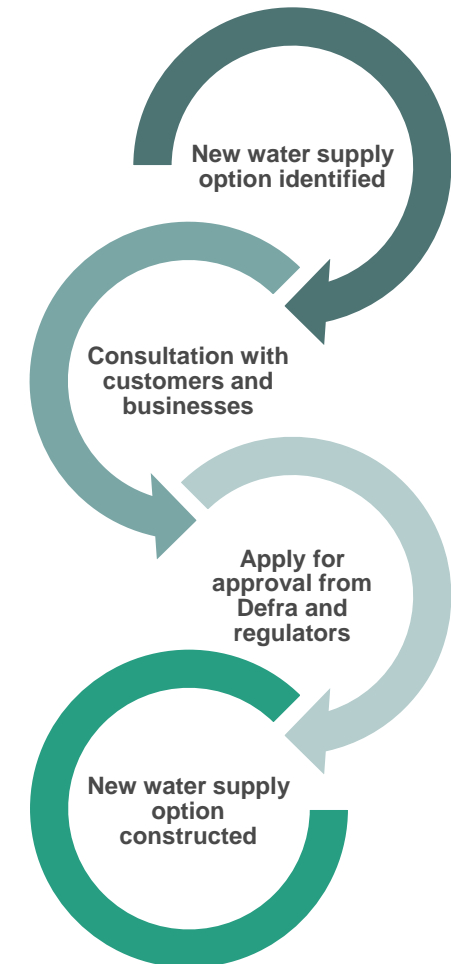 New water supply
option identified
Consultation with
customers and
businesses
Apply for
approval from
Defra and
regulators
New water supply
option
constructed